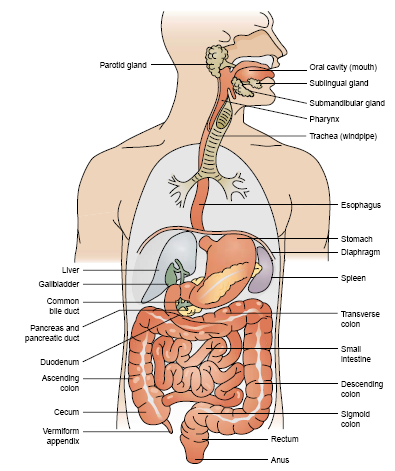 Parotid gland
Oral cavity (mouth)
Sublingual gland
Submandibular gland
Pharynx
Trachea (windpipe)
Esophagus
Stomach
Diaphragm
Liver
Gallbladder
Common
bile duct
Pancreas and
pancreatic duct
Duodenum
Ascending
colon
Cecum
Vermiform
appendix
Spleen
Transverse
colon
Small
intestine
Descending
colon
Sigmoid
colon
Rectum
Anus